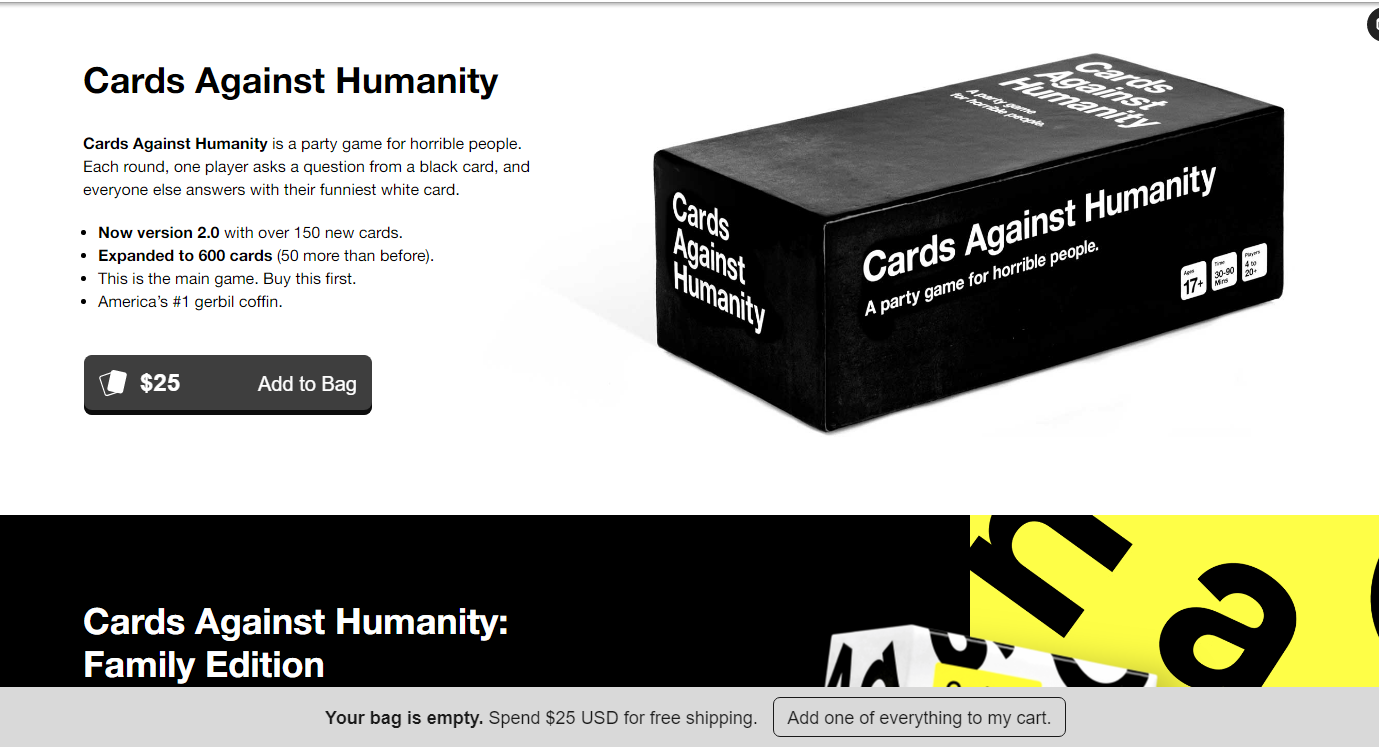 Cards Against Humanity
Cards Against Humanity is a party game for horrible people.
Each round, one player asks a question from a black card, and
everyone else answers with their funniest white card.
Now version 2.0 with over 150 new cards.
Expanded to 600 cards (50 more than before).
This is the main game. Buy this first.
America’s #1 gerbil coffin.
$25 Add to Bag
Cards
Against
Humanity
A party game
for horrible people.
Cards
Against
Humanity
Cards Against Humanity
A party game for horrible people.
Ages
17+
Time
30-90
Mins
Players
4 to
20+
Cards Against Humanity:
Family Edition
Your bag is empty. Spend $25 USD for free shipping. Add one of everything to my cart.